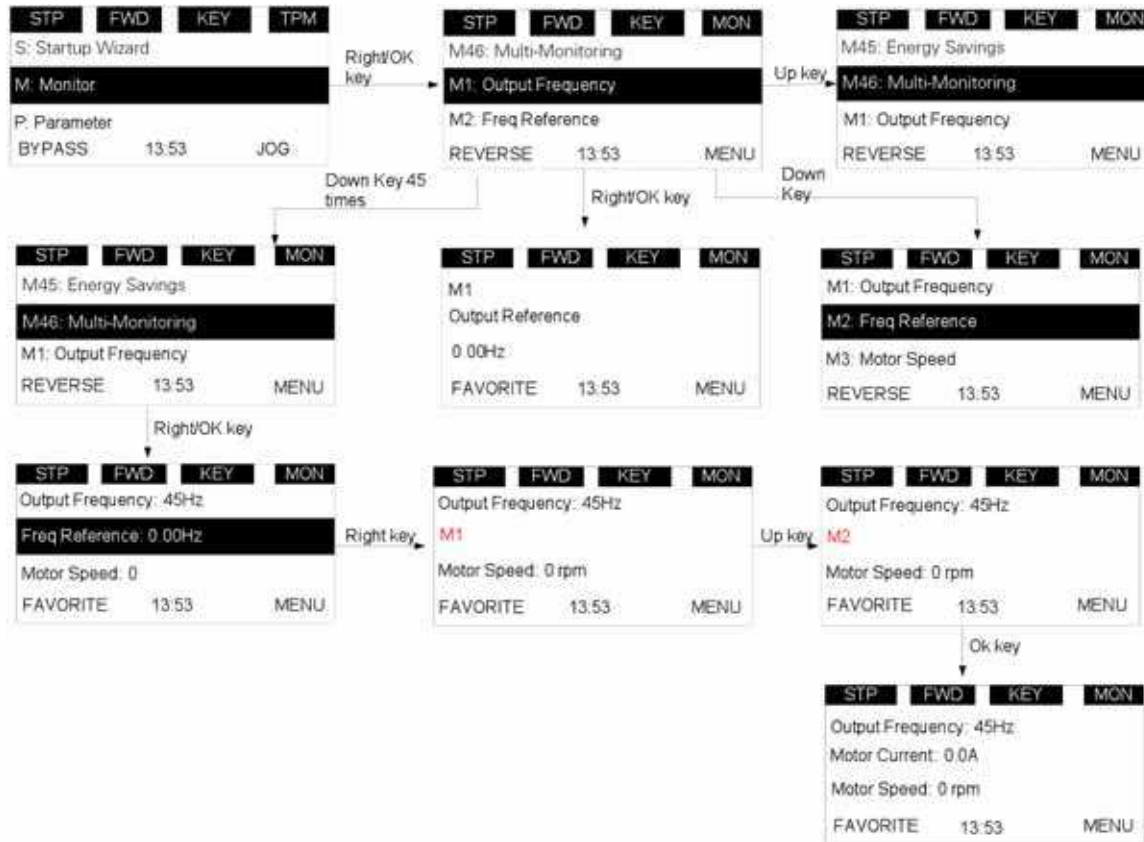 STP FWD KEY TPM
S: Startup Wizard
M: Monitor
P: Parameter
BYPASS 13:53 JOG
Right/OK key
STP FWD KEY MON
M46: Multi-Monitoring
M1: Output Frequency
M2: Freq Reference
REVERSE 13:53 MENU
Up key
STP FWD KEY MON
M45: Energy Savings
M46: Multi-Monitoring
M1: Output Frequency
REVERSE 13:53 MENU
Down Key 45 times
Right/OK key
Down Key
STP FWD KEY MON
M45: Energy Savings
M46: Multi-Monitoring
M1: Output Frequency
REVERSE 13:53 MENU
STP FWD KEY MON
M1
Output Reference
0.00Hz
FAVORITE 13:53 MENU
STP FWD KEY MON
M1: Output Frequency
M2: Freq Reference
M3: Motor Speed
REVERSE 13:53 MENU
Right/OK key
STP FWD KEY MON
Output Frequency: 45Hz
Freq Reference: 0.00Hz
Motor Speed: 0
FAVORITE 13:53 MENU
Right key
STP FWD KEY MON
Output Frequency: 45Hz
M1
Motor Speed: 0 rpm
FAVORITE 13:53 MENU
Up key
STP FWD KEY MON
Output Frequency: 45Hz
M2
Motor Speed: 0 rpm
FAVORITE 13:53 MENU
Ok key
STP FWD KEY MON
Output Frequency: 45Hz
Motor Current: 0.0A
Motor Speed: 0 rpm
FAVORITE 13:53 MENU